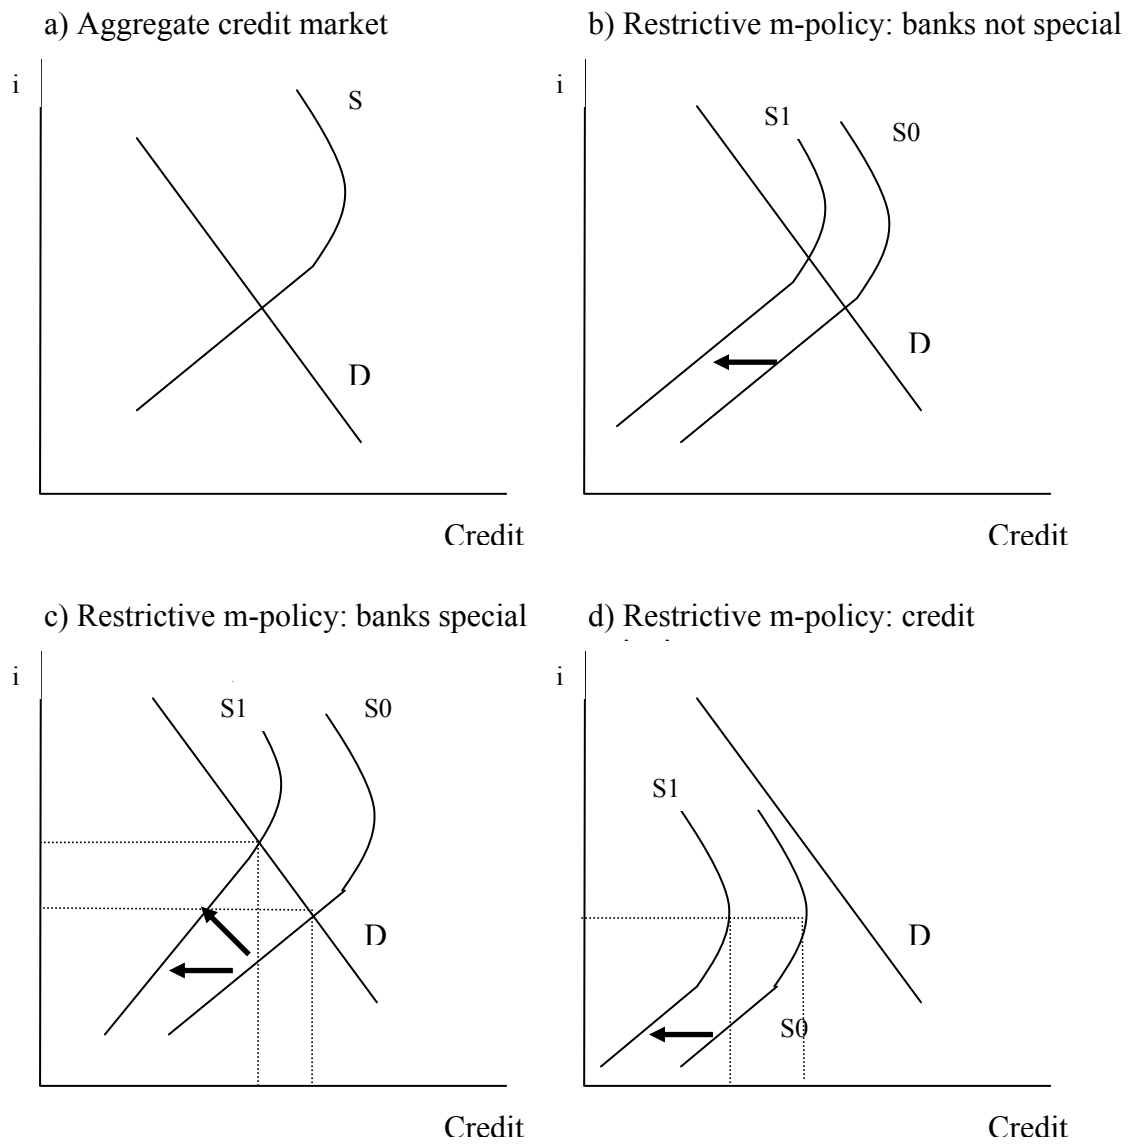 a) Aggregate credit market
b) Restrictive m-policy: banks not special
i
S
D
Credit
i
S1
S0
D
Credit
c) Restrictive m-policy: banks special
d) Restrictive m-policy: credit
i
S1
S0
D
Credit
i
S1
D
S0
Credit